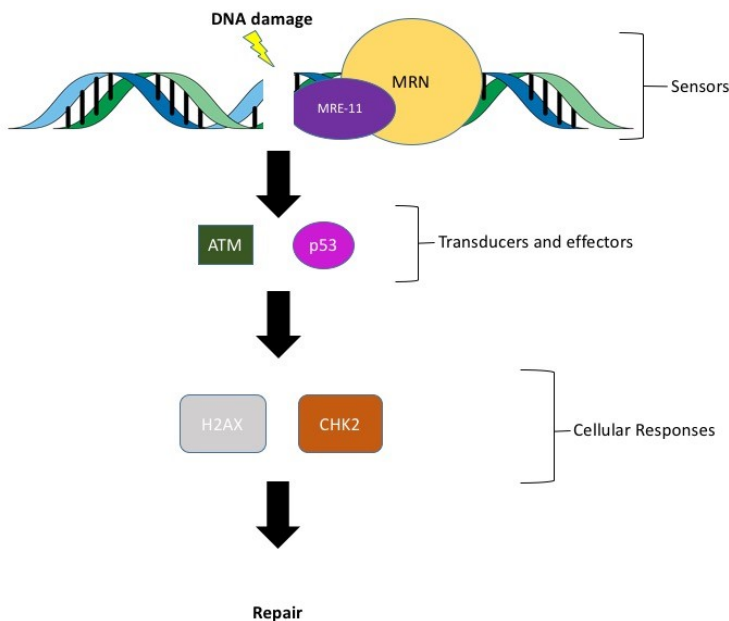 DNA damage
MRN
MRE-11
Sensors
ATM
p53
Transducers and effectors
H2AX
CHK2
Cellular Responses
Repair